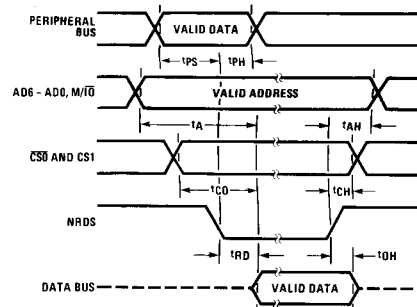 PERIPHERAL
BUS
VALID DATA
tPS
tPH
AD6 - AD0, M/IO
VALID ADDRESS
tA
tAH
CS0 AND CS1
tCO
tCH
NRDS
tRD
tOH
DATA BUS
VALID DATA